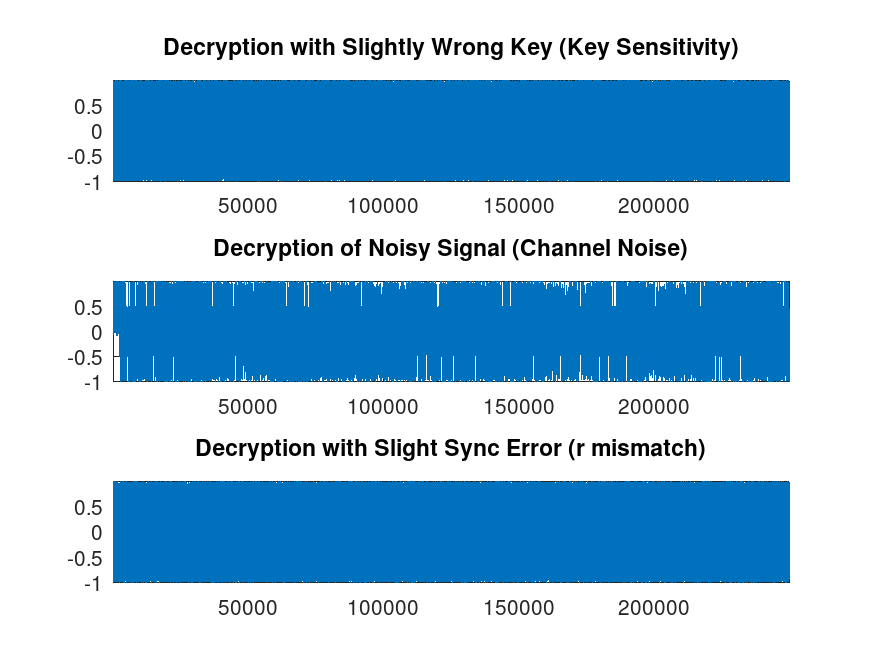 Decryption with Slightly Wrong Key (Key Sensitivity)
0.5
0
-0.5
-1
50000 100000 150000 200000
Decryption of Noisy Signal (Channel Noise)
0.5
0
-0.5
-1
50000 100000 150000 200000
Decryption with Slight Sync Error (r mismatch)
0.5
0
-0.5
-1
50000 100000 150000 200000